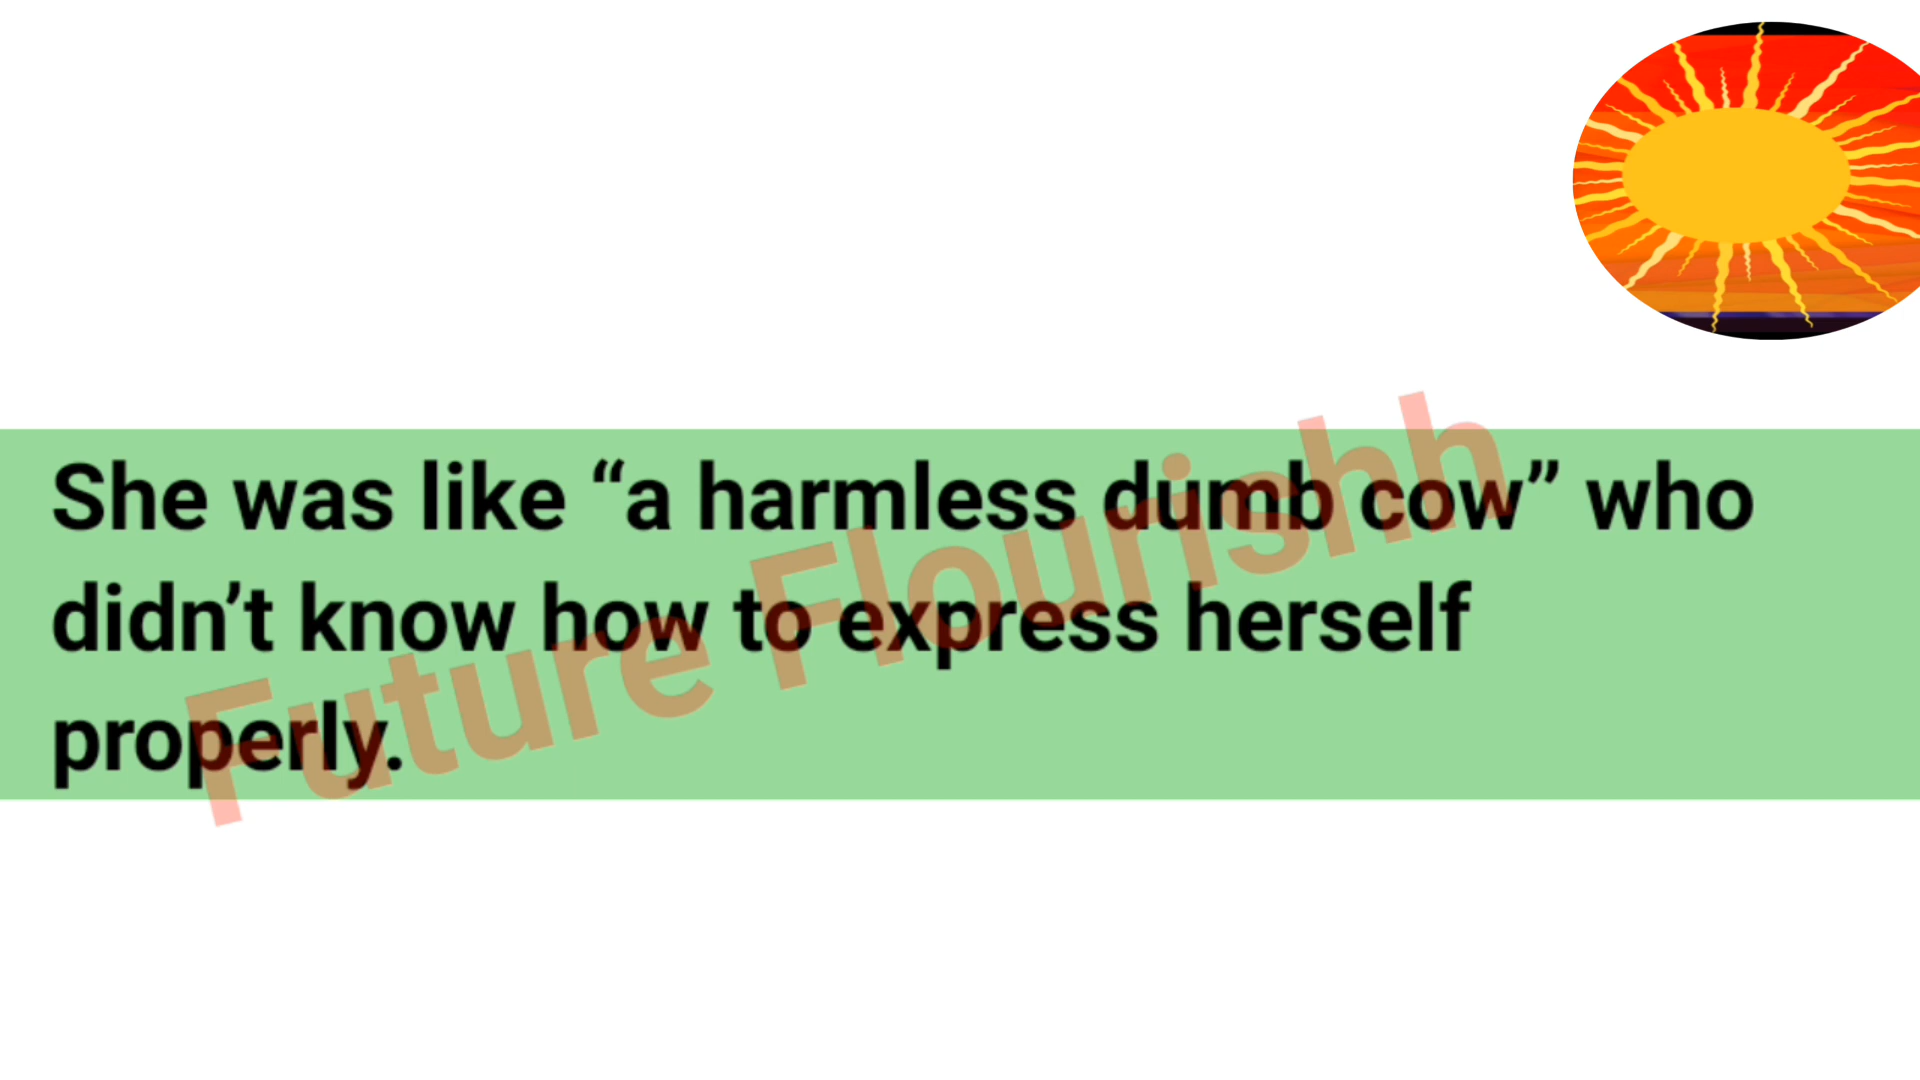 She was like “a harmless dumb cow” who
didn’t know how to express herself
properly.
Future Flourishh